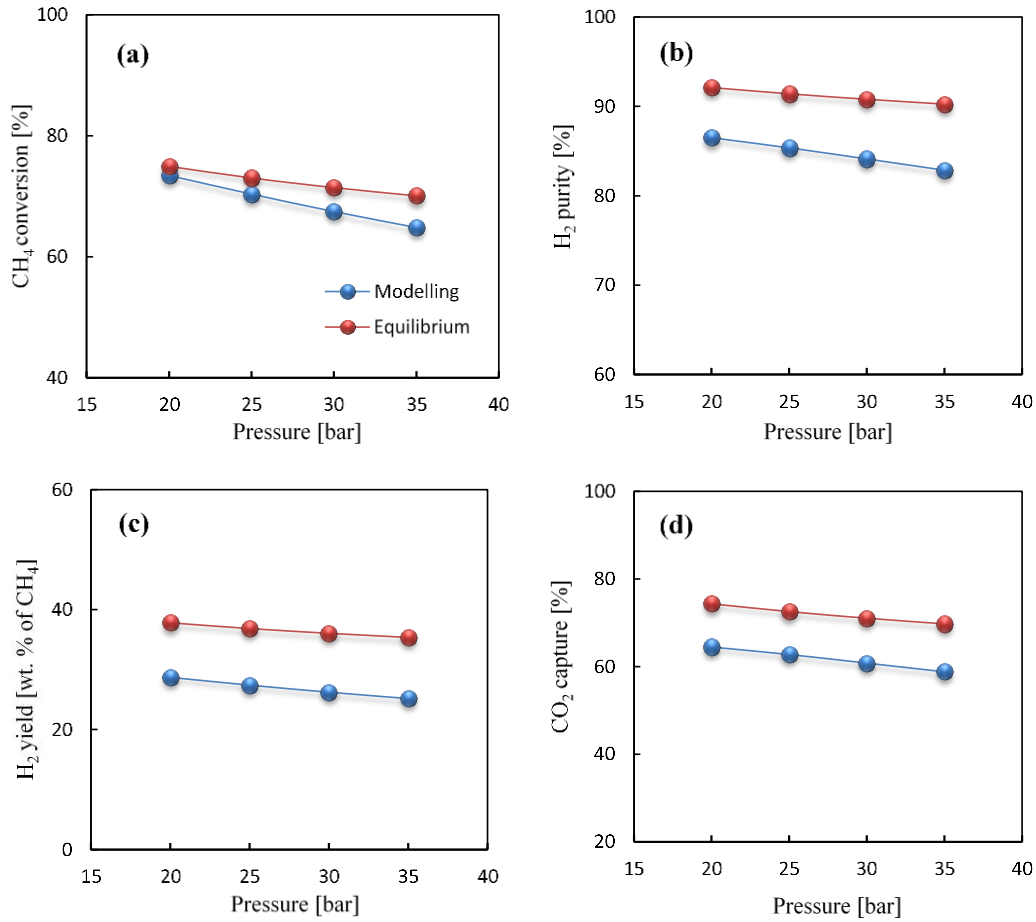 (a)
CH₄ conversion [%]
100
80
60
40
15 20 25 30 35 40
Pressure [bar]
Modelling
Equilibrium
(b)
H₂ purity [%]
100
90
80
70
60
15 20 25 30 35 40
Pressure [bar]
(c)
H₂ yield [wt. % of CH₄]
60
40
20
0
15 20 25 30 35 40
Pressure [bar]
(d)
CO₂ capture [%]
100
80
60
40
20
15 20 25 30 35 40
Pressure [bar]